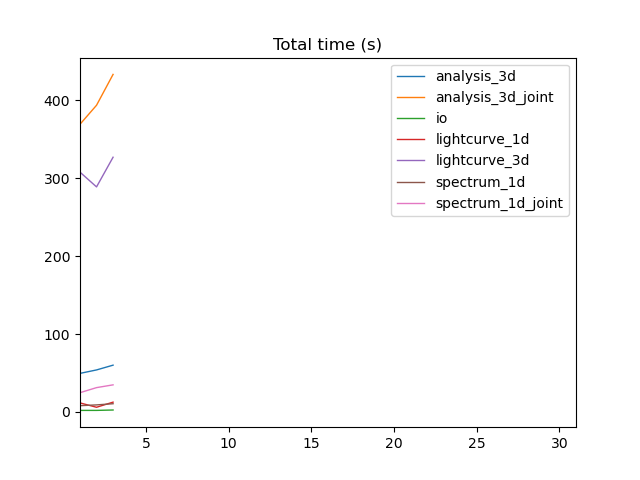 Total time (s)
400
300
200
100
0
5
10
15
20
25
30
analysis_3d
analysis_3d_joint
io
lightcurve_1d
lightcurve_3d
spectrum_1d
spectrum_1d_joint